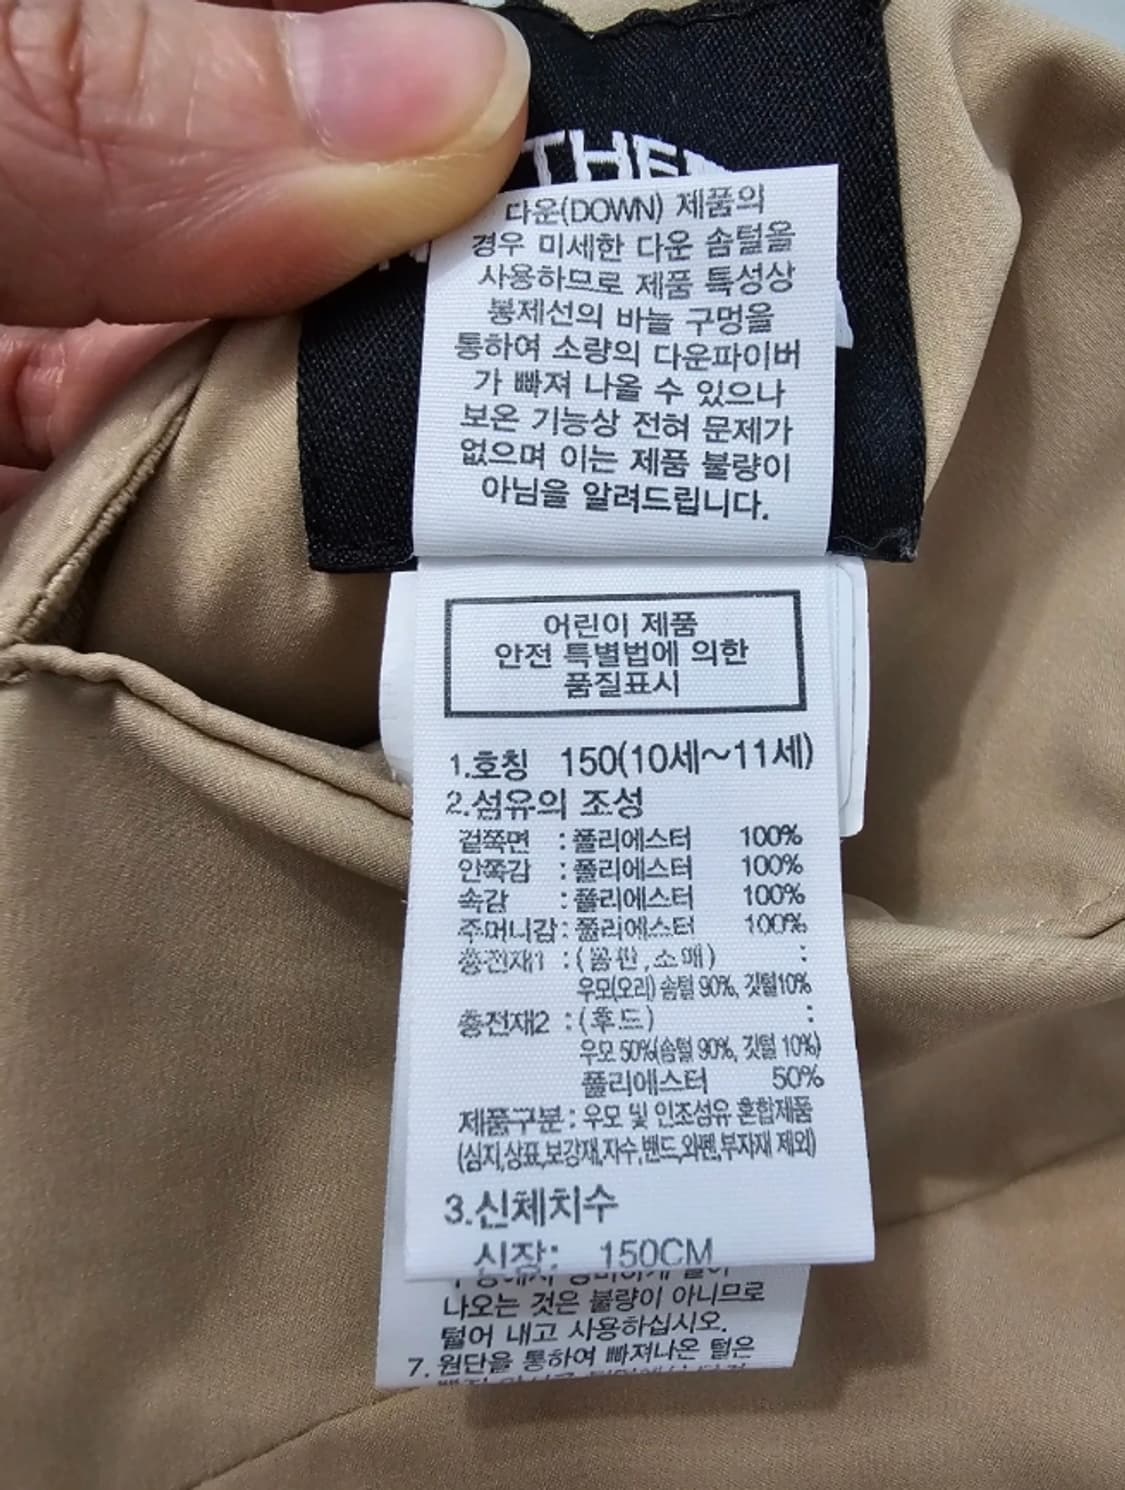 THE
다운(DOWN) 제품의
경우 미세한 다운 솜털을
사용하므로 제품 특성상
봉제선의 바늘 구멍을
통하여 소량의 다운파이버
가 빠져 나올 수 있으나
보온 기능상 전혀 문제가
없으며 이는 제품 불량이
아님을 알려드립니다.
어린이 제품
안전 특별법에 의한
품질표시
1.호칭 150(10세~11세)
2.섬유의 조성
겉쪽면 : 폴리에스터 100%
안쪽감 : 폴리에스터 100%
속감 : 폴리에스터 100%
주머니감 : 폴리에스터 100%
충전재1 : (몸판,소매) :
우모(오리) 솜털 90%, 깃털10%
충전재2 : (후드) :
우모 50%(솜털 90%, 깃털 10%)
폴리에스터 50%
제품구분 : 우모 및 인조섬유 혼합제품
(심지,상표,보강재,자수,밴드,와펜,부자재 제외)
3.신체치수
신장: 150CM
나오는 것은 불량이 아니므로
털어 내고 사용하십시오.
7. 원단을 통하여 빠져나온 털은